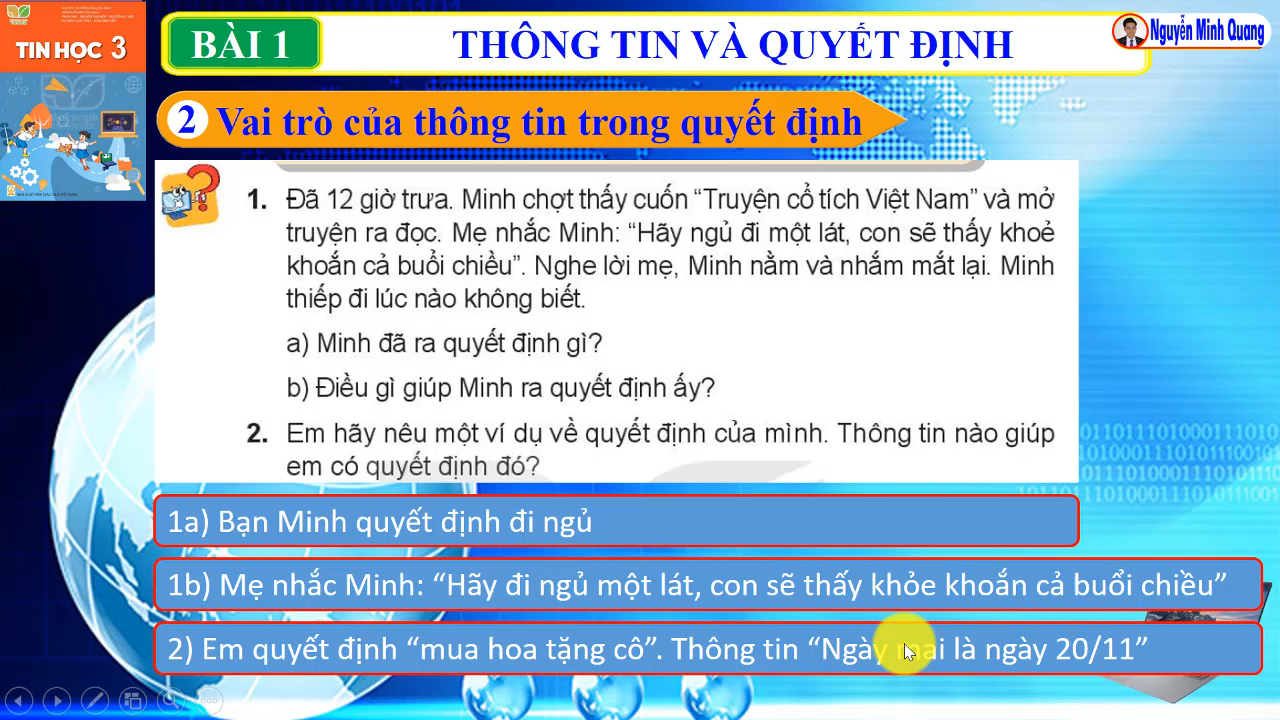 TIN HỌC 3
BÀI 1
THÔNG TIN VÀ QUYẾT ĐỊNH
Nguyễn Minh Quang
2 Vai trò của thông tin trong quyết định
1. Đã 12 giờ trưa. Minh chợt thấy cuốn “Truyện cổ tích Việt Nam” và mở
truyện ra đọc. Mẹ nhắc Minh: “Hãy ngủ đi một lát, con sẽ thấy khoẻ
khoắn cả buổi chiều”. Nghe lời mẹ, Minh nằm và nhắm mắt lại. Minh
thiếp đi lúc nào không biết.
a) Minh đã ra quyết định gì?
b) Điều gì giúp Minh ra quyết định ấy?
2. Em hãy nêu một ví dụ về quyết định của mình. Thông tin nào giúp
em có quyết định đó?
1a) Bạn Minh quyết định đi ngủ
1b) Mẹ nhắc Minh: “Hãy đi ngủ một lát, con sẽ thấy khỏe khoắn cả buổi chiều”
2) Em quyết định “mua hoa tặng cô”. Thông tin “Ngày mai là ngày 20/11”